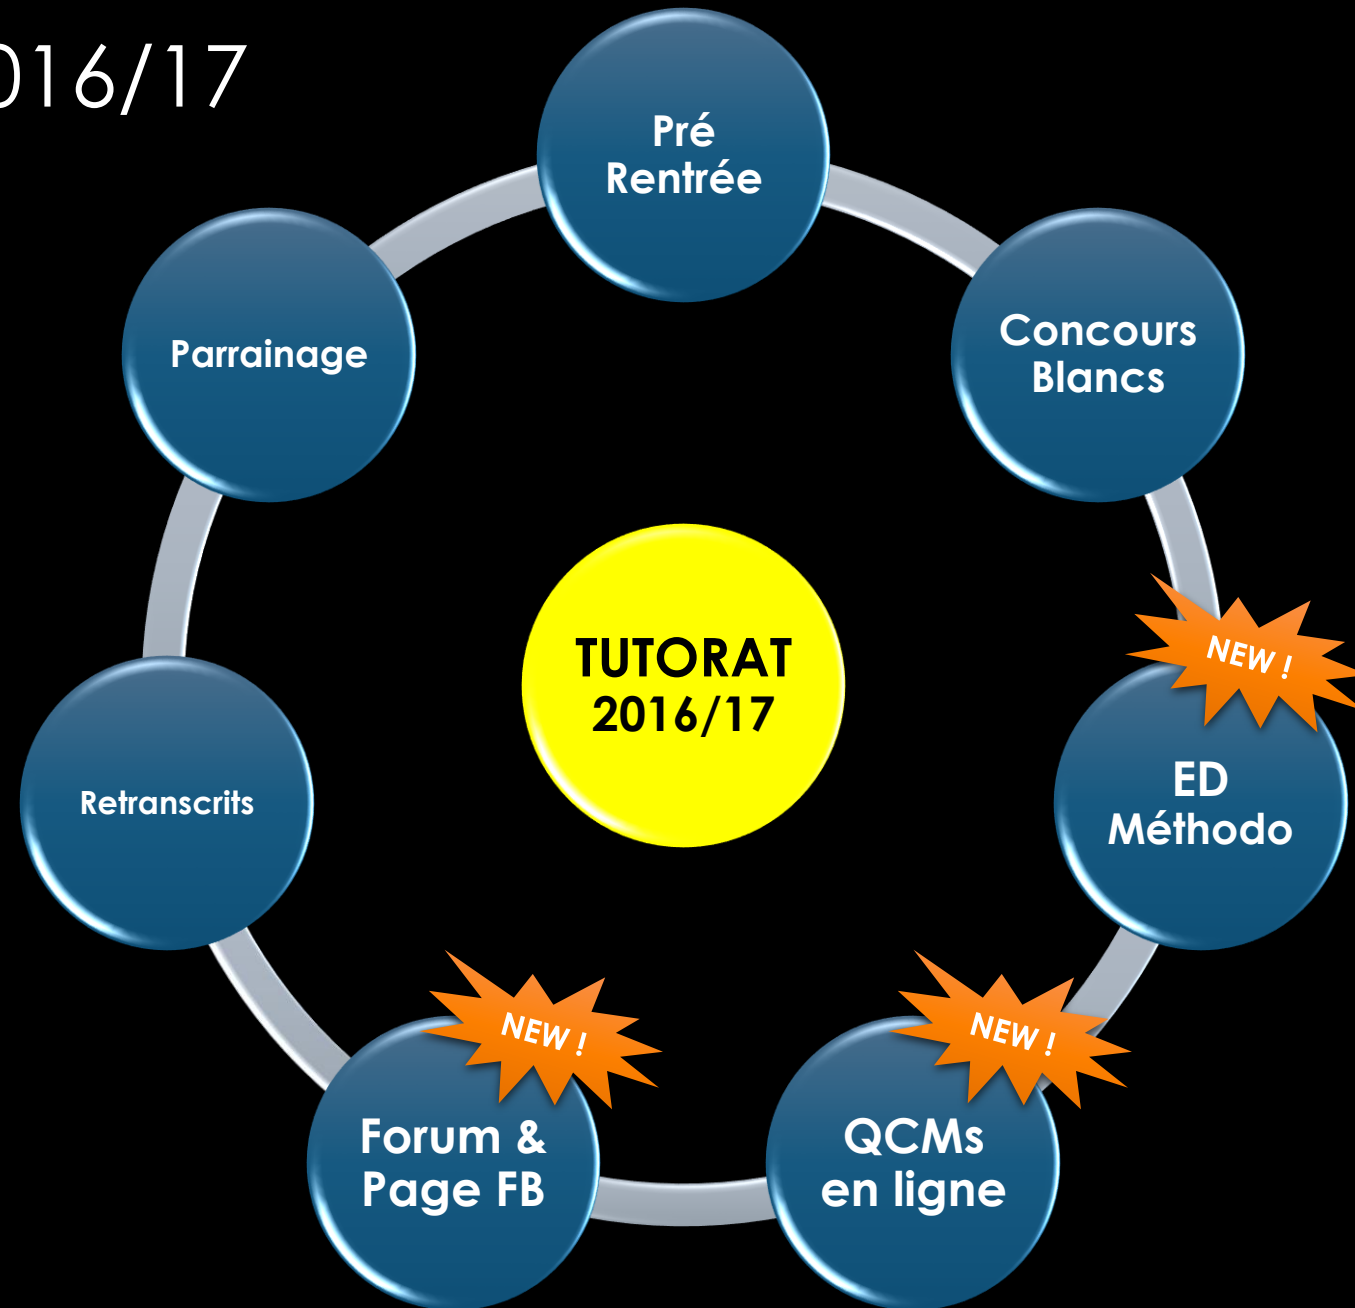 016/17
Pré
Rentrée
Concours
Blancs
NEW !
ED
Méthodo
NEW !
QCMs
en ligne
NEW !
Forum &
Page FB
Retranscrits
Parrainage
TUTORAT
2016/17